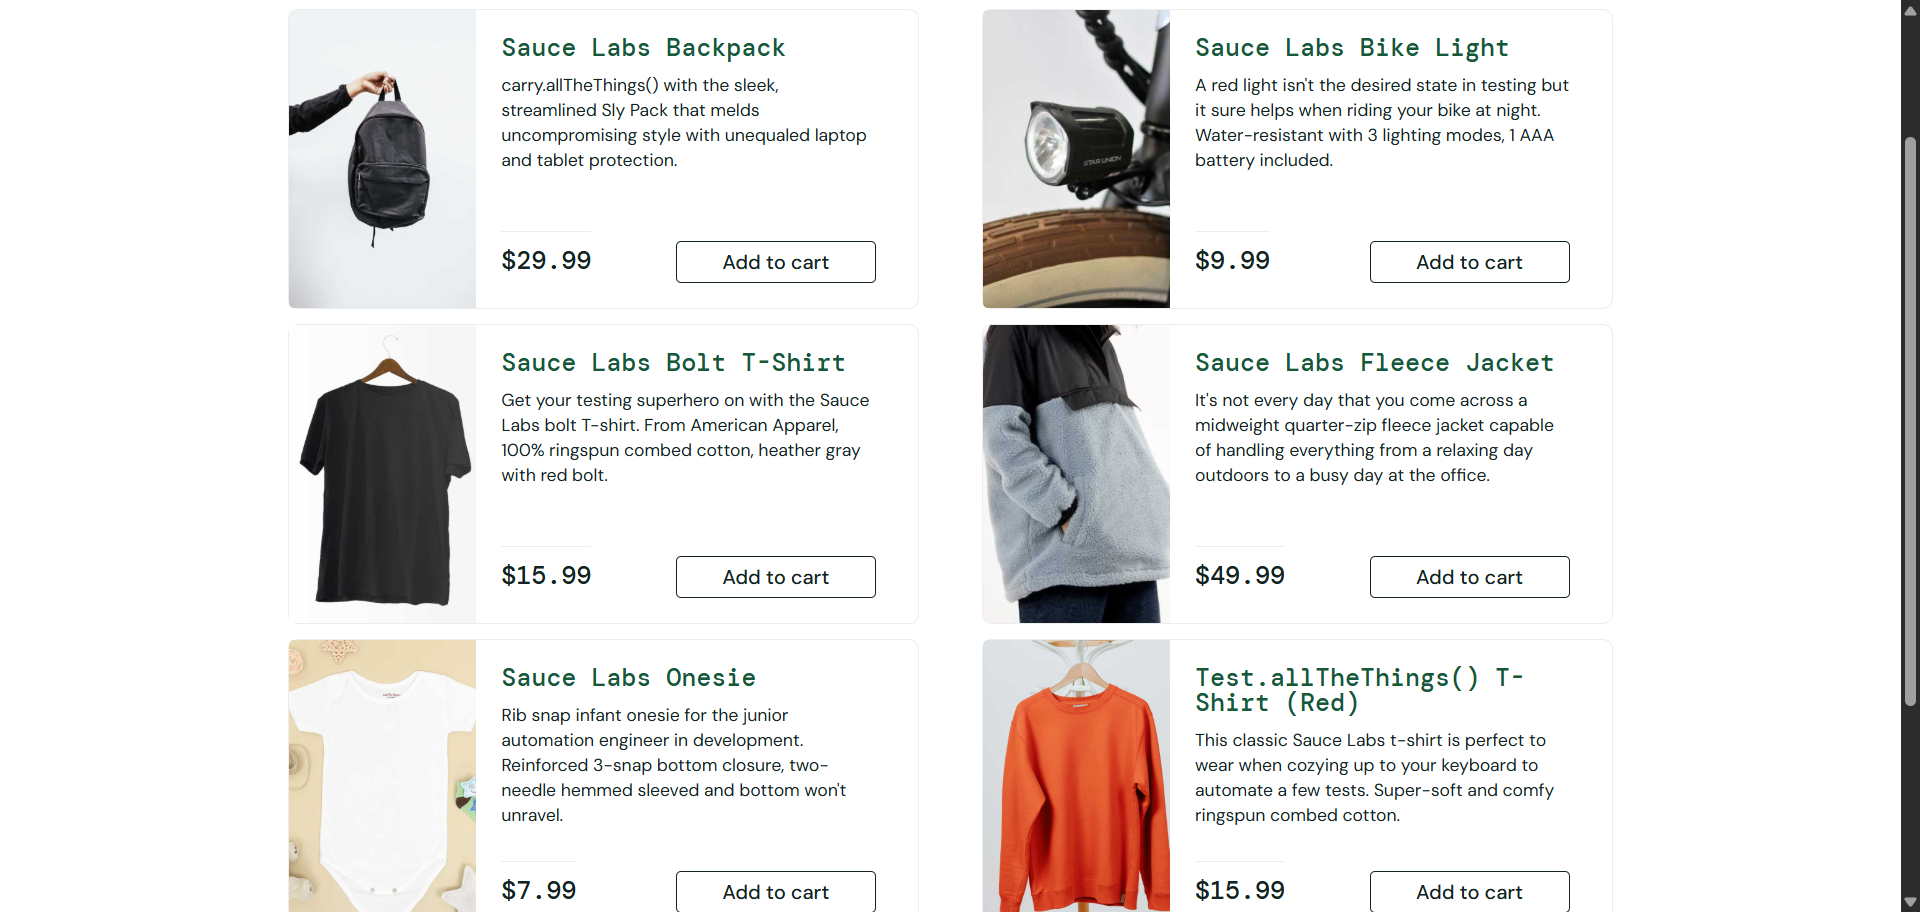 Sauce Labs Backpack
carry.allTheThings() with the sleek,
streamlined Sly Pack that melds
uncompromising style with unequaled laptop
and tablet protection.
$29.99
Add to cart
Sauce Labs Bike Light
A red light isn't the desired state in testing but
it sure helps when riding your bike at night.
Water-resistant with 3 lighting modes, 1 AAA
battery included.
STAR UNION
$9.99
Add to cart
Sauce Labs Bolt T-Shirt
Get your testing superhero on with the Sauce
Labs bolt T-shirt. From American Apparel,
100% ringspun combed cotton, heather gray
with red bolt.
$15.99
Add to cart
Sauce Labs Fleece Jacket
It's not every day that you come across a
midweight quarter-zip fleece jacket capable
of handling everything from a relaxing day
outdoors to a busy day at the office.
$49.99
Add to cart
Sauce Labs Onesie
Rib snap infant onesie for the junior
automation engineer in development.
Reinforced 3-snap bottom closure, two-
needle hemmed sleeved and bottom won't
unravel.
$7.99
Add to cart
Test.allTheThings() T-
Shirt (Red)
This classic Sauce Labs t-shirt is perfect to
wear when cozying up to your keyboard to
automate a few tests. Super-soft and comfy
ringspun combed cotton.
$15.99
Add to cart